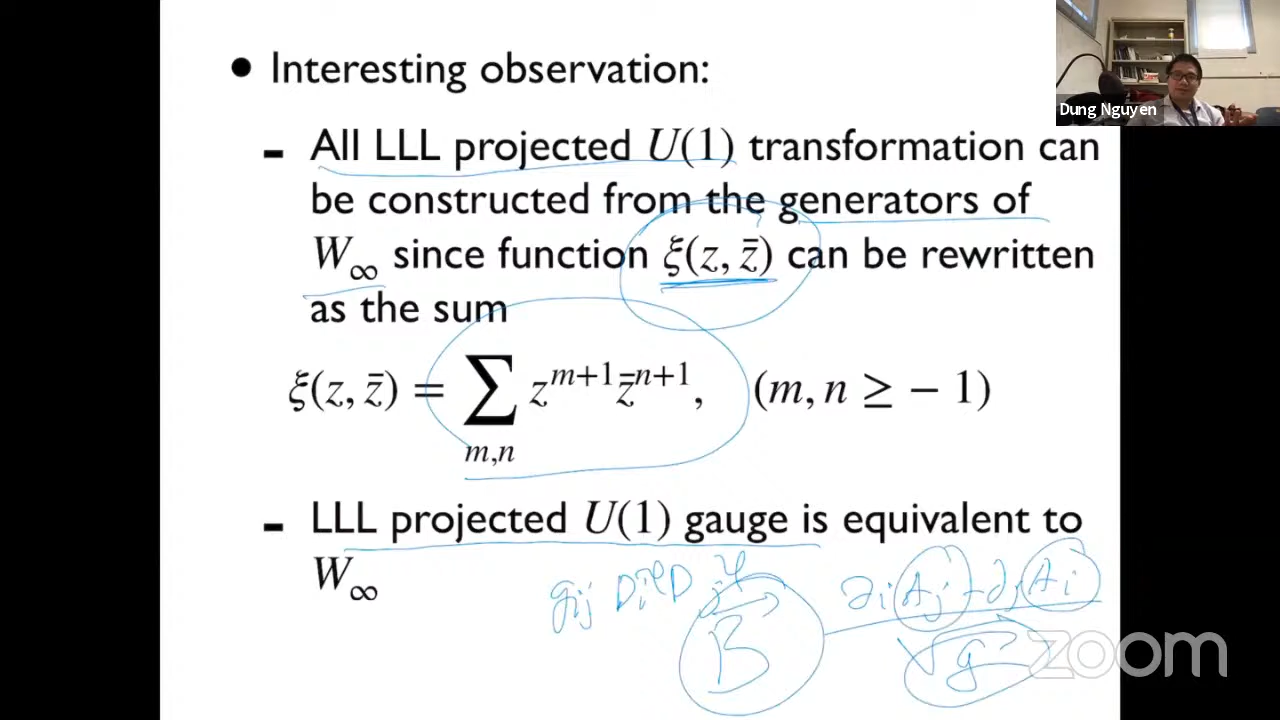 • Interesting observation:
Dung Nguyen
- All LLL projected U(1) transformation can
be constructed from the generators of
W∞ since function ξ(z, z̄) can be rewritten
as the sum
ξ(z, z̄) = ∑ z^{m+1} z̄^{n+1}, (m, n ≥ − 1)
m,n
- LLL projected U(1) gauge is equivalent to
W∞
∂i Aj - ∂j Ai
B
√g
zoom